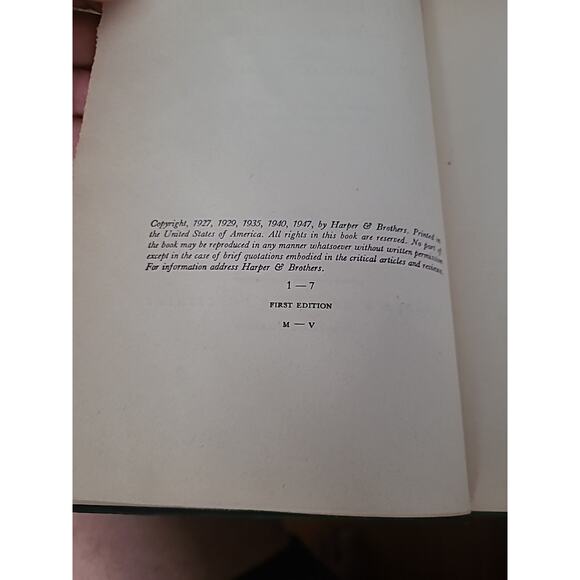 Copyright, 1927, 1929, 1935, 1940, 1947, by Harper & Brothers. Printed in
the United States of America. All rights in this book are reserved. No part of
the book may be reproduced in any manner whatsoever without written permission
except in the case of brief quotations embodied in the critical articles and reviews.
For information address Harper & Brothers.
1 — 7
FIRST EDITION
M — V